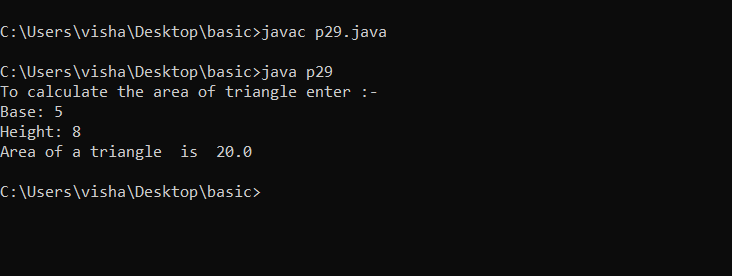 C:\Users\visha\Desktop\basic>javac p29.java
C:\Users\visha\Desktop\basic>java p29
To calculate the area of triangle enter :-
Base: 5
Height: 8
Area of a triangle  is  20.0
C:\Users\visha\Desktop\basic>